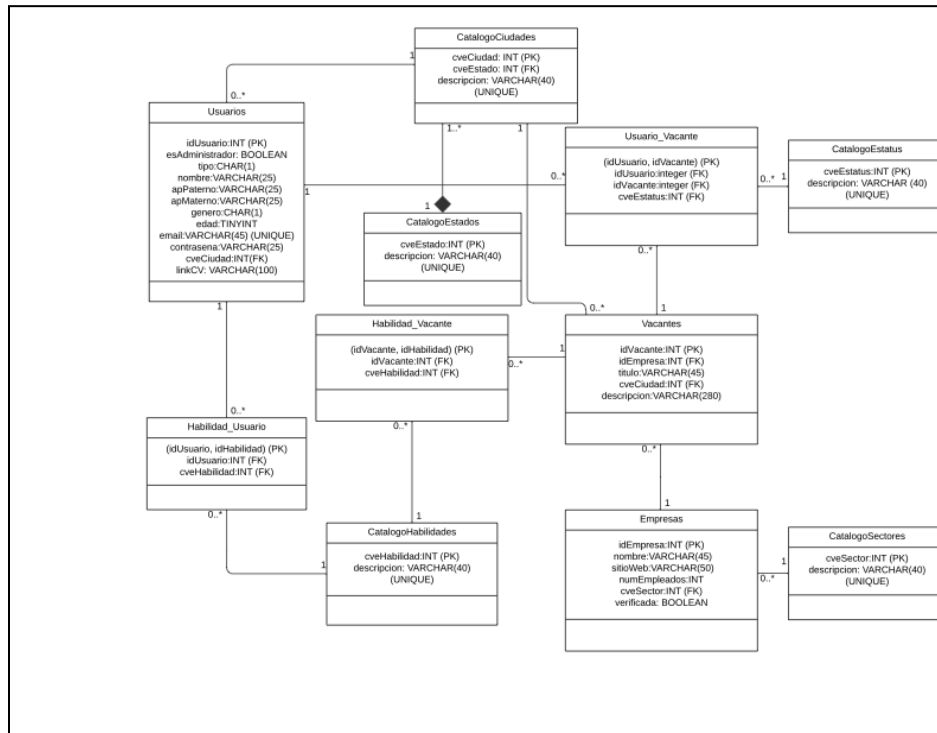 CatalogoCiudades
cveCiudad: INT (PK)
cveEstado: INT (FK)
descripcion: VARCHAR(40)
(UNIQUE)
1
0..*
1..*
1
Usuarios
idUsuario:INT (PK)
esAdministrador: BOOLEAN
tipo:CHAR(1)
nombre:VARCHAR(25)
apPaterno:VARCHAR(25)
apMaterno:VARCHAR(25)
genero:CHAR(1)
edad:TINYINT
email:VARCHAR(45) (UNIQUE)
contrasena:VARCHAR(25)
cveCiudad:INT(FK)
linkCV: VARCHAR(100)
1
0..*
1
Usuario_Vacante
(idUsuario, idVacante) (PK)
idUsuario:integer (FK)
idVacante:integer (FK)
cveEstatus:INT (FK)
0..*
1
CatalogoEstatus
cveEstatus:INT (PK)
descripcion: VARCHAR (40)
(UNIQUE)
1
CatalogoEstados
cveEstado:INT (PK)
descripcion: VARCHAR(40)
(UNIQUE)
0..*
0..*
1
Habilidad_Vacante
(idVacante, idHabilidad) (PK)
idVacante:INT (FK)
cveHabilidad:INT (FK)
1
0..*
Vacantes
idVacante:INT (PK)
idEmpresa:INT (FK)
titulo:VARCHAR(45)
cveCiudad:INT (FK)
descripcion:VARCHAR(280)
0..*
0..*
0..*
Habilidad_Usuario
(idUsuario, idHabilidad) (PK)
idUsuario:INT (FK)
cveHabilidad:INT (FK)
0..*
1
1
CatalogoHabilidades
cveHabilidad:INT (PK)
descripcion: VARCHAR(40)
(UNIQUE)
1
Empresas
idEmpresa:INT (PK)
nombre:VARCHAR(45)
sitioWeb:VARCHAR(50)
numEmpleados:INT
cveSector:INT (FK)
verificada: BOOLEAN
1
0..*
CatalogoSectores
cveSector:INT (PK)
descripcion: VARCHAR(40)
(UNIQUE)